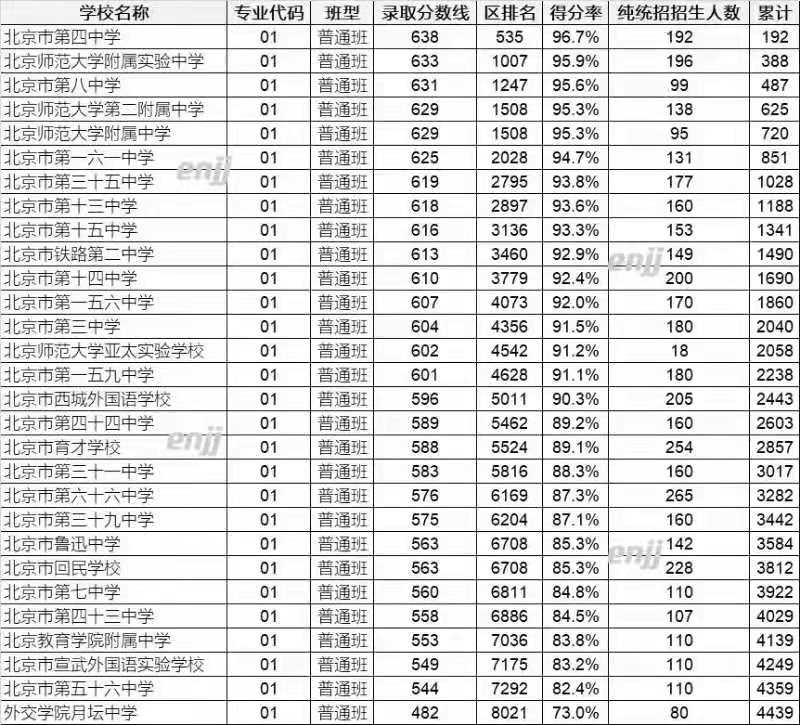 学校名称 专业代码 班型 录取分数线 区排名 得分率 纯统招招生人数 累计
北京市第四中学 01 普通班 638 535 96.7% 192 192
北京师范大学附属实验中学 01 普通班 633 1007 95.9% 196 388
北京市第八中学 01 普通班 631 1247 95.6% 99 487
北京师范大学第二附属中学 01 普通班 629 1508 95.3% 138 625
北京师范大学附属中学 01 普通班 629 1508 95.3% 95 720
北京市第一六一中学 01 普通班 625 2028 94.7% 131 851
enjj
北京市第三十五中学 01 普通班 619 2795 93.8% 177 1028
北京市第十三中学 01 普通班 618 2897 93.6% 160 1188
北京市第十五中学 01 普通班 616 3136 93.3% 153 1341
北京市铁路第二中学 01 普通班 613 3460 92.9% 149 1490
enjj
北京市第十四中学 01 普通班 610 3779 92.4% 200 1690
北京市第一五六中学 01 普通班 607 4073 92.0% 170 1860
北京市第三中学 01 普通班 604 4356 91.5% 180 2040
北京师范大学亚太实验学校 01 普通班 602 4542 91.2% 18 2058
北京市第一五九中学 01 普通班 601 4628 91.1% 180 2238
北京市西城外国语学校 01 普通班 596 5011 90.3% 205 2443
北京市第四十四中学 01 普通班 589 5462 89.2% 160 2603
enjj
北京市育才学校 01 普通班 588 5524 89.1% 254 2857
北京市第三十一中学 01 普通班 583 5816 88.3% 160 3017
北京市第六十六中学 01 普通班 576 6169 87.3% 265 3282
北京市第三十九中学 01 普通班 575 6204 87.1% 160 3442
北京市鲁迅中学 01 普通班 563 6708 85.3% 142 3584
enjj
北京市回民学校 01 普通班 563 6708 85.3% 228 3812
北京市第七中学 01 普通班 560 6811 84.8% 110 3922
北京市第四十三中学 01 普通班 558 6886 84.5% 107 4029
北京教育学院附属中学 01 普通班 553 7036 83.8% 110 4139
北京市宣武外国语实验学校 01 普通班 549 7175 83.2% 110 4249
北京市第五十六中学 01 普通班 544 7292 82.4% 110 4359
外交学院月坛中学 01 普通班 482 8021 73.0% 80 4439